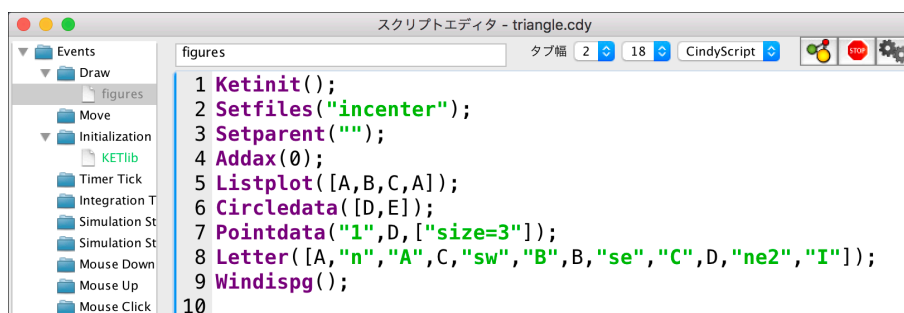 スクリプトエディタ - triangle.cdy
Events
Draw
figures
Move
Initialization
KETlib
Timer Tick
Integration T
Simulation St
Simulation St
Mouse Down
Mouse Up
Mouse Click
figures
タブ幅 2 18 CindyScript STOP
1 Ketinit();
2 Setfiles("incenter");
3 Setparent("");
4 Addax(0);
5 Listplot([A,B,C,A]);
6 Circledata([D,E]);
7 Pointdata("1",D,["size=3"]);
8 Letter([A,"n","A",C,"sw","B",B,"se","C",D,"ne2","I"]);
9 Windispg();
10